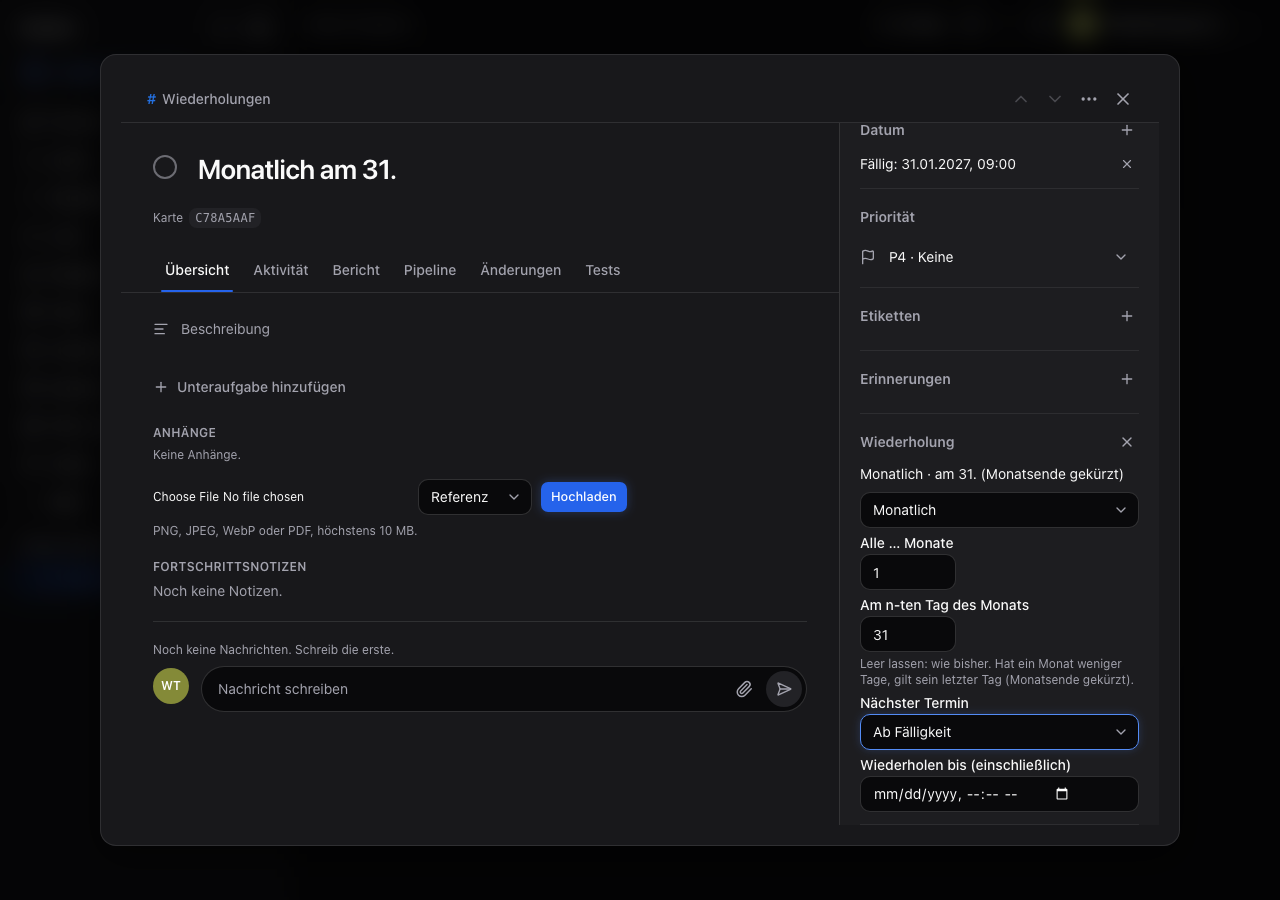 # Wiederholungen
Monatlich am 31.
Karte C78A5AAF
Übersicht Aktivität Bericht Pipeline Änderungen Tests
Beschreibung
Unteraufgabe hinzufügen
ANHÄNGE
Keine Anhänge.
Choose File No file chosen Referenz Hochladen
PNG, JPEG, WebP oder PDF, höchstens 10 MB.
FORTSCHRITTSNOTIZEN
Noch keine Notizen.
Noch keine Nachrichten. Schreib die erste.
WT Nachricht schreiben
Datum
Fällig: 31.01.2027, 09:00
Priorität
P4 · Keine
Etiketten
Erinnerungen
Wiederholung
Monatlich · am 31. (Monatsende gekürzt)
Monatlich
Alle … Monate
1
Am n-ten Tag des Monats
31
Leer lassen: wie bisher. Hat ein Monat weniger
Tage, gilt sein letzter Tag (Monatsende gekürzt).
Nächster Termin
Ab Fälligkeit
Wiederholen bis (einschließlich)
mm/dd/yyyy, --:-- --